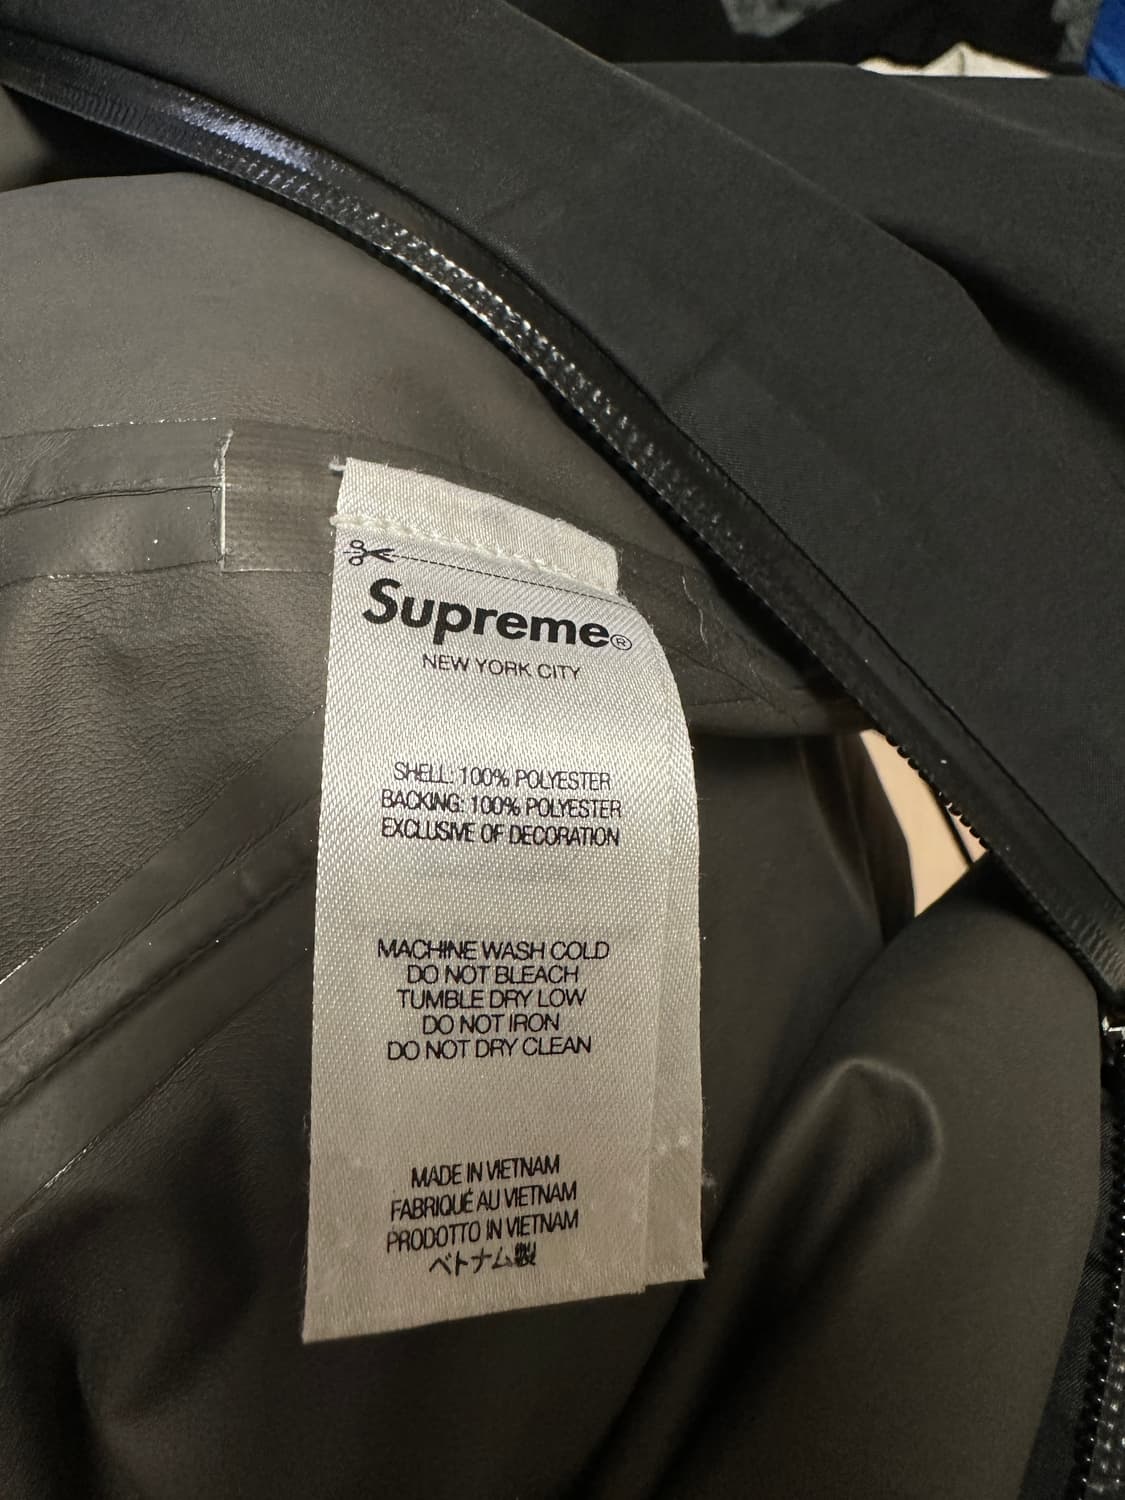 Supreme®
NEW YORK CITY
SHELL: 100% POLYESTER
BACKING: 100% POLYESTER
EXCLUSIVE OF DECORATION
MACHINE WASH COLD
DO NOT BLEACH
TUMBLE DRY LOW
DO NOT IRON
DO NOT DRY CLEAN
MADE IN VIETNAM
FABRIQUÉ AU VIETNAM
PRODOTTO IN VIETNAM
ベトナム製